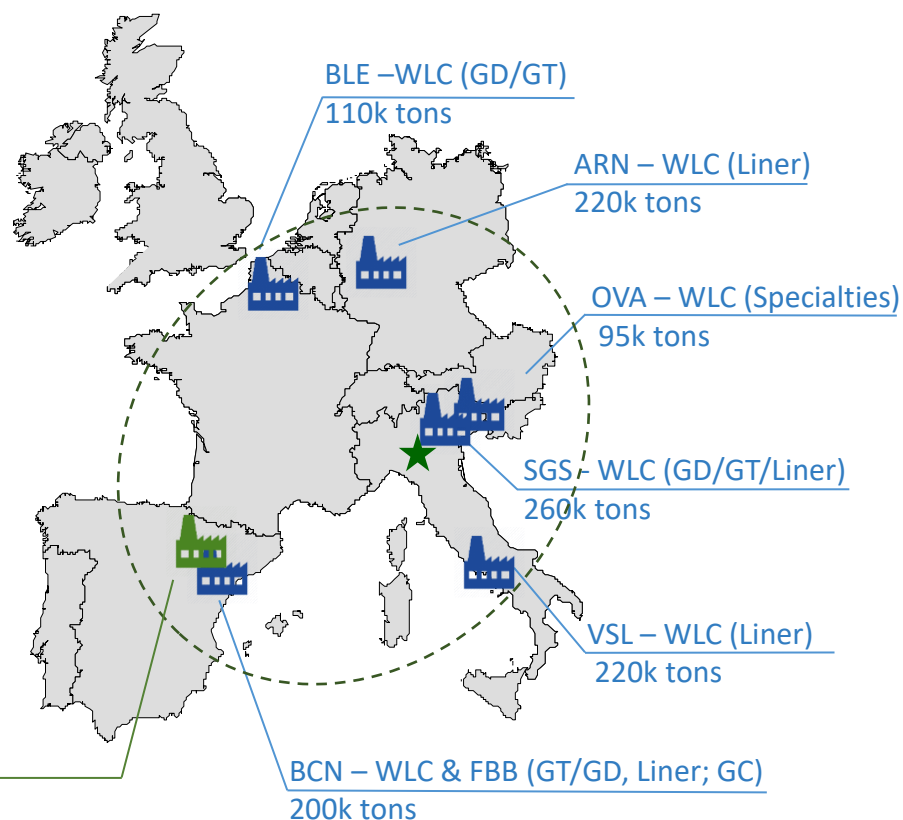 BLE –WLC (GD/GT)
110k tons
ARN – WLC (Liner)
220k tons
OVA – WLC (Specialties)
95k tons
SGS - WLC (GD/GT/Liner)
260k tons
VSL – WLC (Liner)
220k tons
BCN – WLC & FBB (GT/GD, Liner; GC)
200k tons